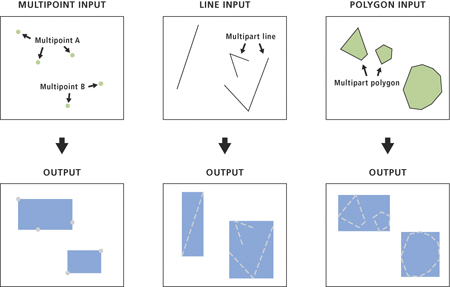 MULTIPOINT INPUT
Multipoint A
Multipoint B
LINE INPUT
Multipart line
POLYGON INPUT
Multipart polygon
OUTPUT
OUTPUT
OUTPUT